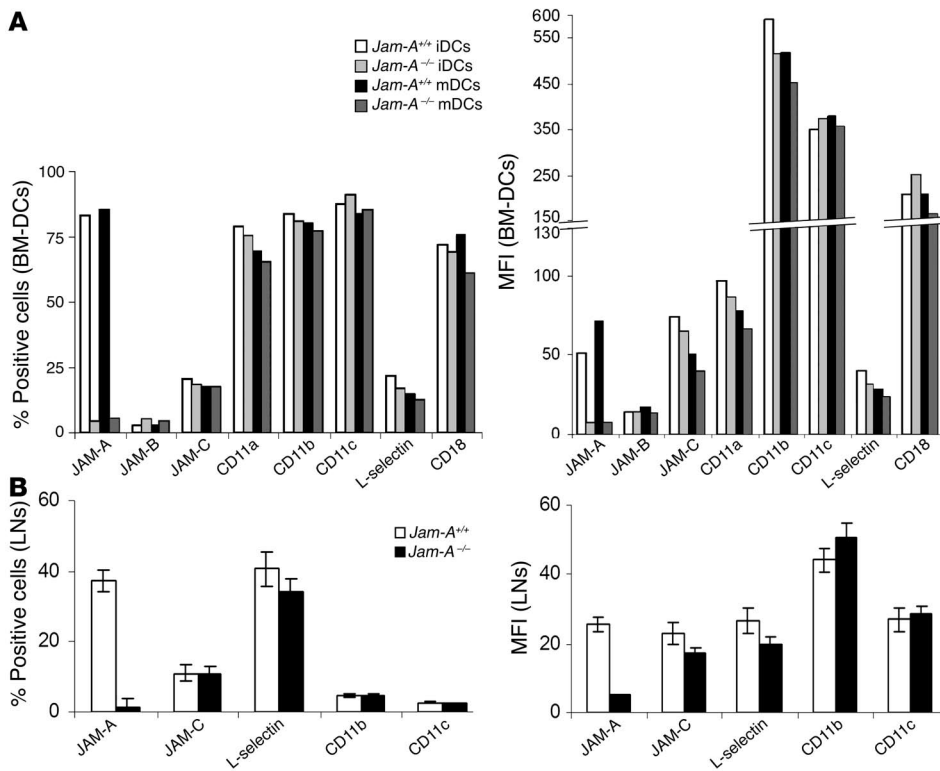 A
Jam-A+/+ iDCs
Jam-A−/− iDCs
Jam-A+/+ mDCs
Jam-A−/− mDCs
% Positive cells (BM-DCs)
100
75
50
25
0
JAM-A
JAM-B
JAM-C
CD11a
CD11b
CD11c
L-selectin
CD18
MFI (BM-DCs)
600
550
450
350
250
150
130
100
50
0
JAM-A
JAM-B
JAM-C
CD11a
CD11b
CD11c
L-selectin
CD18
B
Jam-A+/+
Jam-A−/−
% Positive cells (LNs)
60
40
20
0
JAM-A
JAM-C
L-selectin
CD11b
CD11c
MFI (LNs)
60
40
20
0
JAM-A
JAM-C
L-selectin
CD11b
CD11c